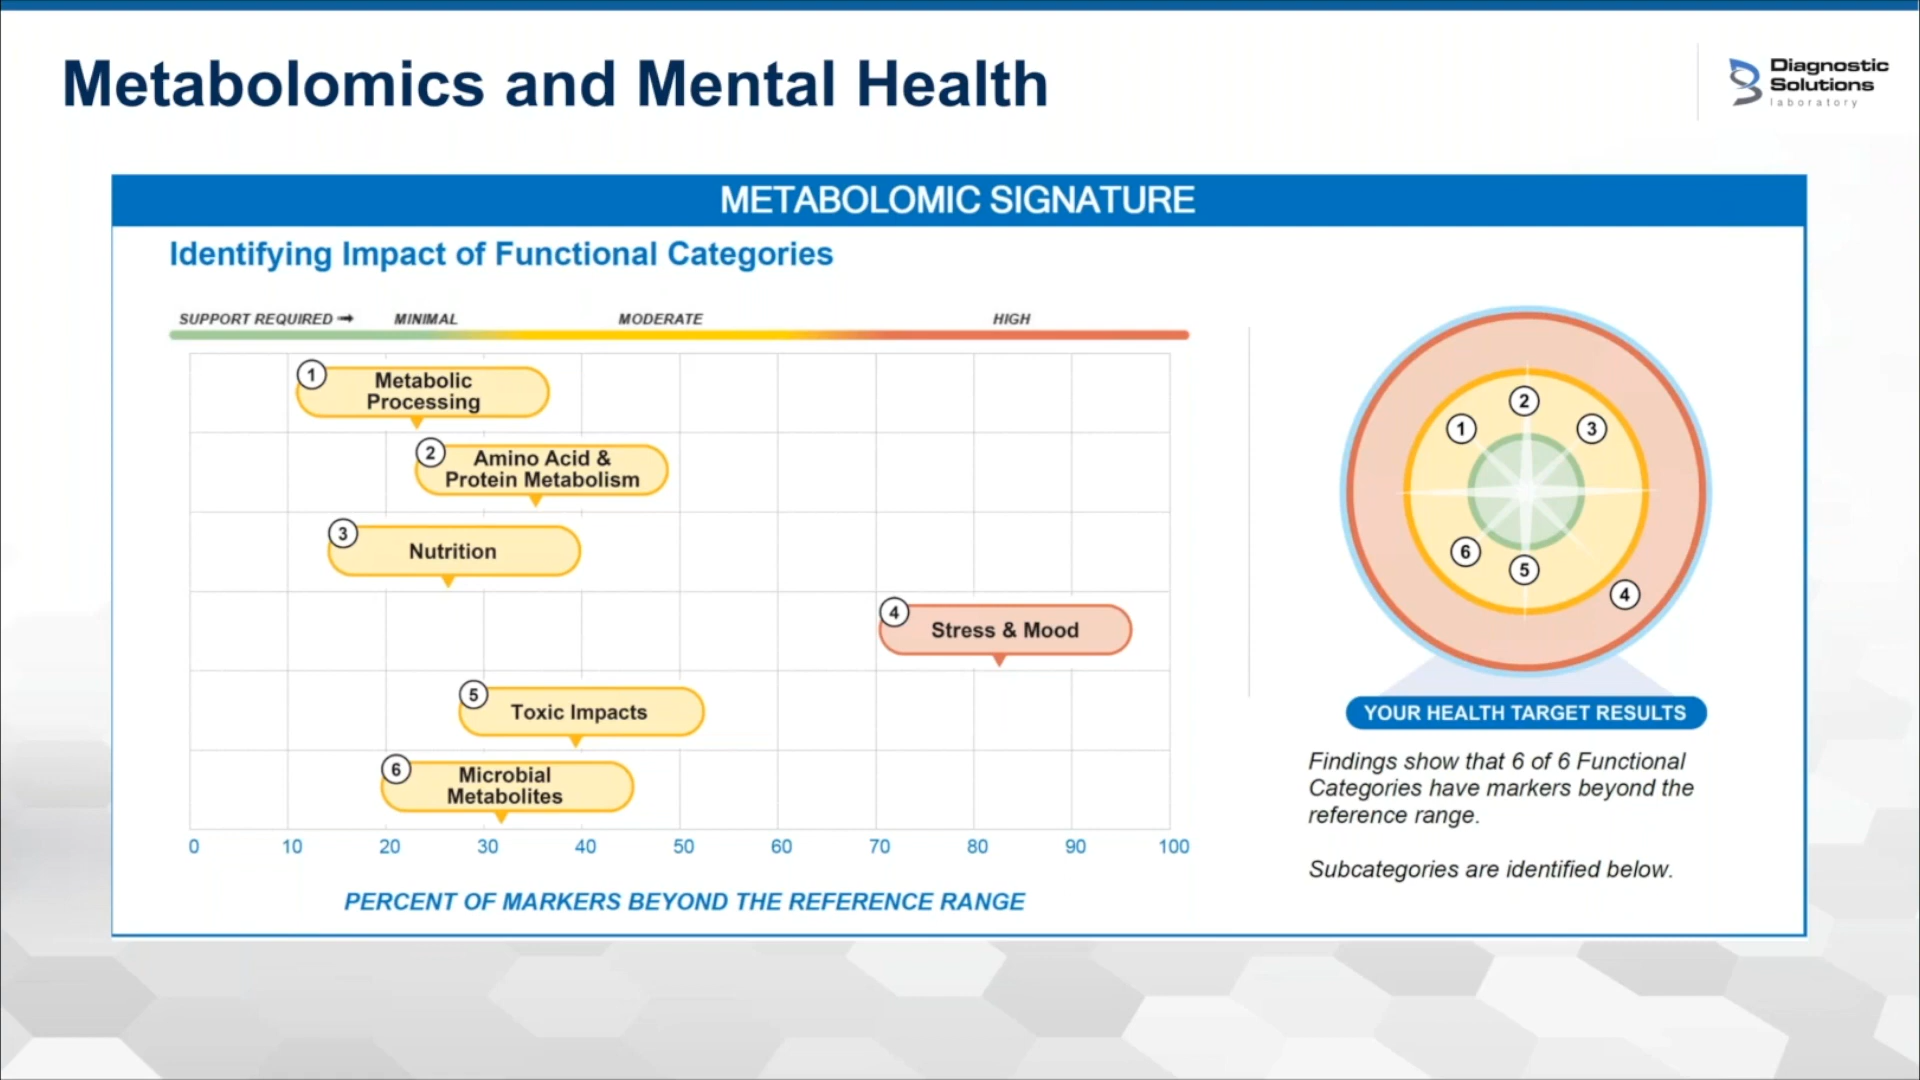 Metabolomics and Mental Health
Diagnostic
Solutions
laboratory
METABOLOMIC SIGNATURE
Identifying Impact of Functional Categories
SUPPORT REQUIRED ➞ MINIMAL MODERATE HIGH
1 Metabolic
Processing
2 Amino Acid &
Protein Metabolism
3 Nutrition
4 Stress & Mood
5 Toxic Impacts
6 Microbial
Metabolites
0 10 20 30 40 50 60 70 80 90 100
PERCENT OF MARKERS BEYOND THE REFERENCE RANGE
2
1 3
6
5
4
YOUR HEALTH TARGET RESULTS
Findings show that 6 of 6 Functional
Categories have markers beyond the
reference range.
Subcategories are identified below.